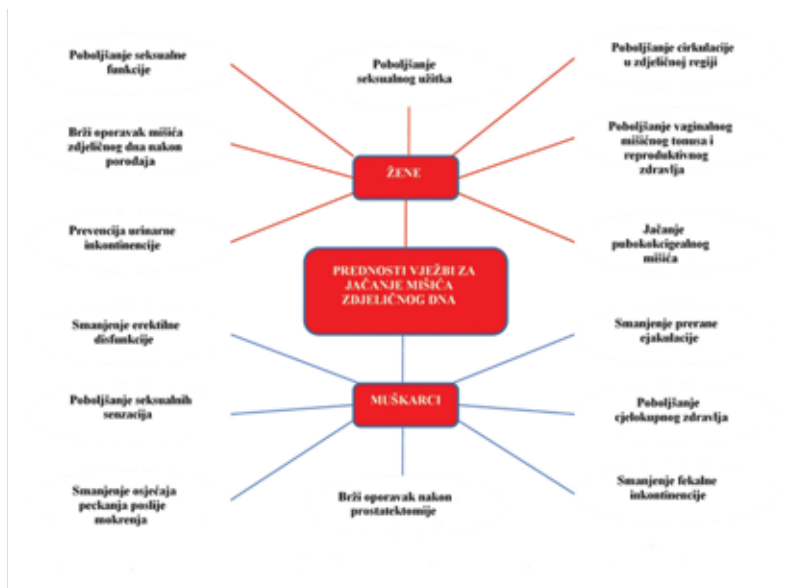 Poboljšanje seksualne
funkcije
Poboljšanje
seksualnog užitka
Poboljšanje cirkulacije
u zdjeličnoj regiji
Brži oporavak mišića
zdjeličnog dna nakon
porođaja
ŽENE
Poboljšanje vaginalnog
mišićnog tonusa i
reproduktivnog
zdravlja
Prevencija urinarne
inkontinencije
Jačanje
pubokokcigealnog
mišića
PREDNOSTI VJEŽBI ZA
JAČANJE MIŠIĆA
ZDJELIČNOG DNA
Smanjenje erektilne
disfunkcije
Smanjenje prerane
ejakulacije
Poboljšanje seksualnih
senzacija
MUŠKARCI
Poboljšanje
cjelokupnog zdravlja
Smanjenje osjećaja
peckanja poslije
mokrenja
Brži oporavak nakon
prostatektomije
Smanjenje fekalne
inkontinencije